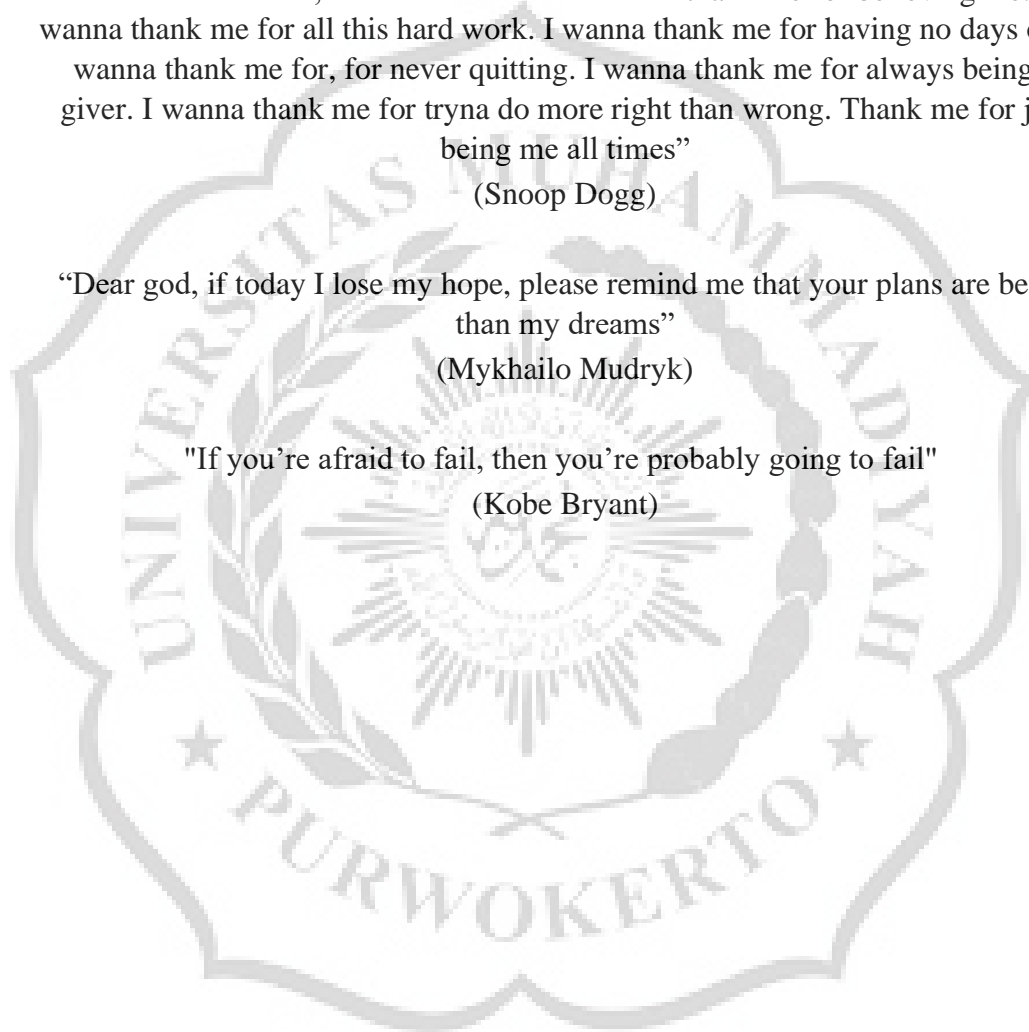 wanna thank me for all this hard work. I wanna thank me for having no days
wanna thank me for, for never quitting. I wanna thank me for always being
giver. I wanna thank me for tryna do more right than wrong. Thank me for
being me all times”
(Snoop Dogg)
“Dear god, if today I lose my hope, please remind me that your plans are
than my dreams”
(Mykhailo Mudryk)
"If you’re afraid to fail, then you’re probably going to fail"
(Kobe Bryant)
UNIVERSITAS MUHAMMADIYAH
PURWOKERTO